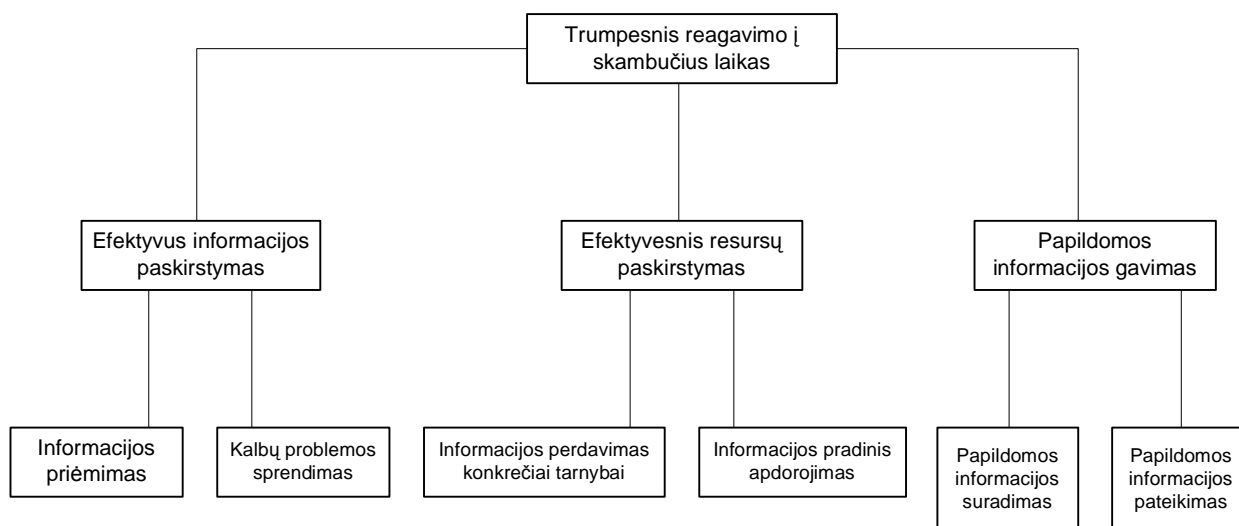 Trumpesnis reagavimo į
skambučius laikas
Efektyvus informacijos
paskirstymas
Efektyvesnis resursų
paskirstymas
Papildomos
informacijos gavimas
Informacijos
priėmimas
Kalbų problemos
sprendimas
Informacijos perdavimas
konkrečiai tarnybai
Informacijos pradinis
apdorojimas
Papildomos
informacijos
suradimas
Papildomos
informacijos
pateikimas